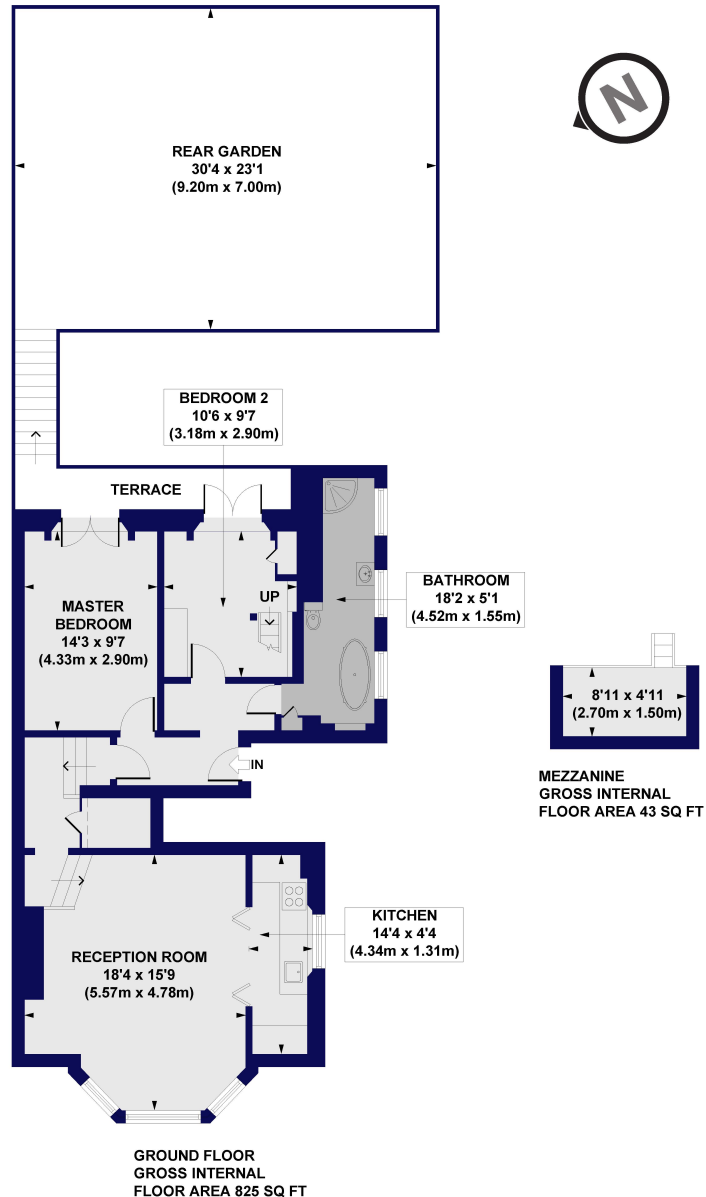 N
REAR GARDEN
30'4 x 23'1
(9.20m x 7.00m)
BEDROOM 2
10'6 x 9'7
(3.18m x 2.90m)
TERRACE
BATHROOM
18'2 x 5'1
(4.52m x 1.55m)
UP
MASTER
BEDROOM
14'3 x 9'7
(4.33m x 2.90m)
8'11 x 4'11
(2.70m x 1.50m)
IN
MEZZANINE
GROSS INTERNAL
FLOOR AREA 43 SQ FT
KITCHEN
14'4 x 4'4
(4.34m x 1.31m)
RECEPTION ROOM
18'4 x 15'9
(5.57m x 4.78m)
GROUND FLOOR
GROSS INTERNAL
FLOOR AREA 825 SQ FT